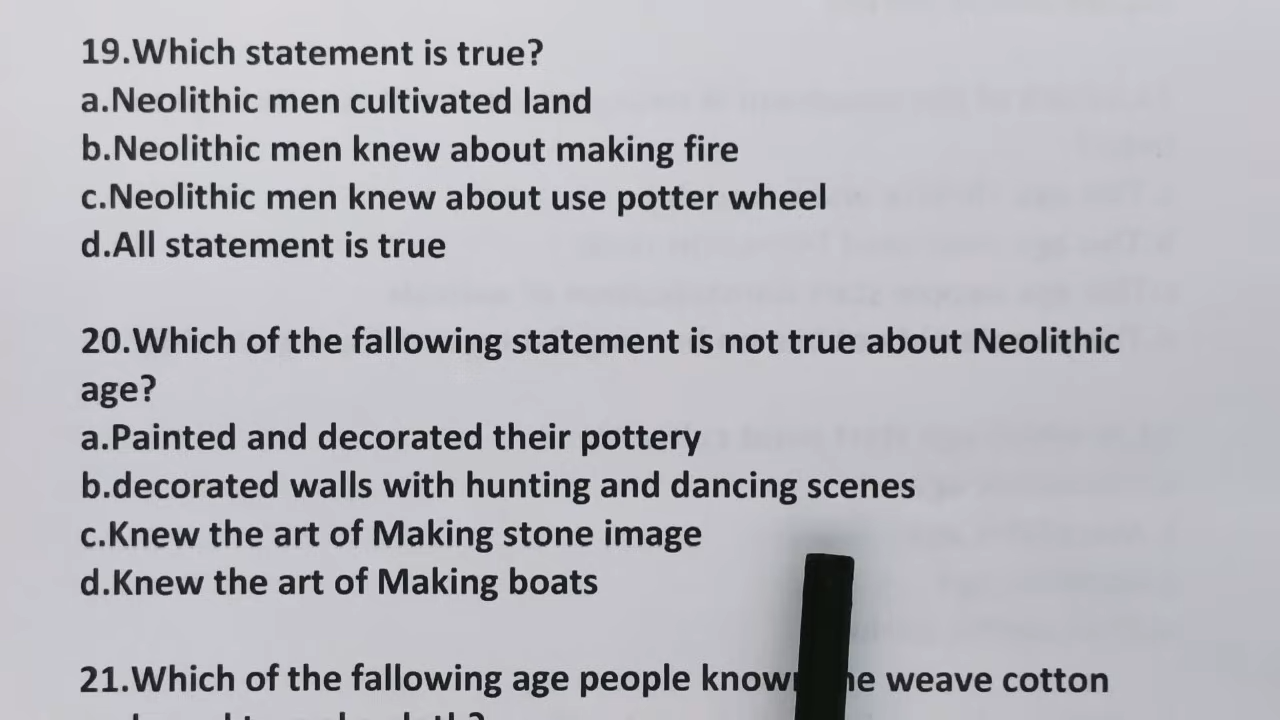 19.Which statement is true?
a.Neolithic men cultivated land
b.Neolithic men knew about making fire
c.Neolithic men knew about use potter wheel
d.All statement is true
20.Which of the fallowing statement is not true about Neolithic
age?
a.Painted and decorated their pottery
b.decorated walls with hunting and dancing scenes
c.Knew the art of Making stone image
d.Knew the art of Making boats
21.Which of the fallowing age people known weave cotton